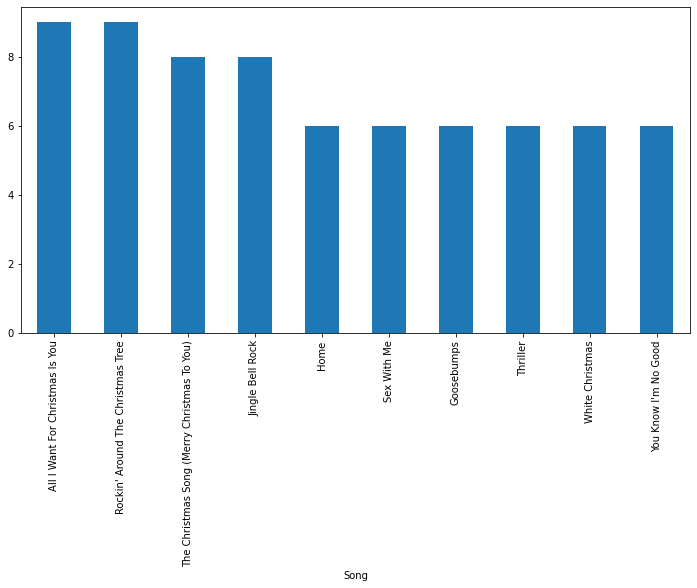 8
6
4
2
0
All I Want For Christmas Is You
Rockin' Around The Christmas Tree
The Christmas Song (Merry Christmas To You)
Jingle Bell Rock
Home
Sex With Me
Goosebumps
Thriller
White Christmas
You Know I'm No Good
Song